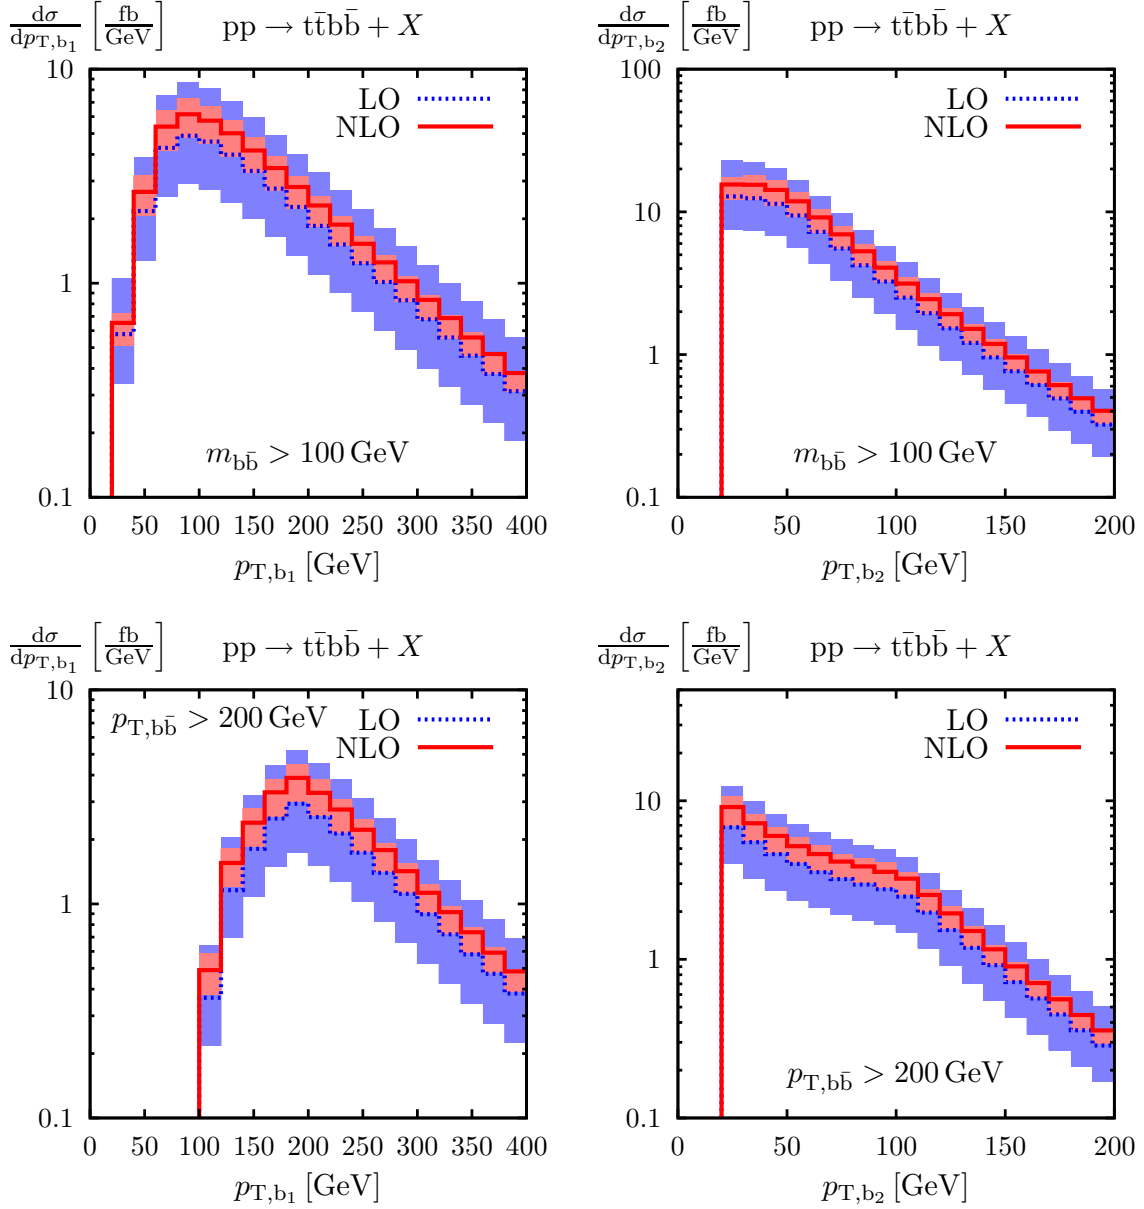 dσ/dp_T,b₁ [fb/GeV] pp → tt̄bb̄ + X
10
1
0.1
LO
NLO
m_bb̄ > 100 GeV
0 50 100 150 200 250 300 350 400
p_T,b₁ [GeV]
dσ/dp_T,b₂ [fb/GeV] pp → tt̄bb̄ + X
100
10
1
0.1
LO
NLO
m_bb̄ > 100 GeV
0 50 100 150 200
p_T,b₂ [GeV]
dσ/dp_T,b₁ [fb/GeV] pp → tt̄bb̄ + X
10
1
0.1
p_T,bb̄ > 200 GeV
LO
NLO
0 50 100 150 200 250 300 350 400
p_T,b₁ [GeV]
dσ/dp_T,b₂ [fb/GeV] pp → tt̄bb̄ + X
10
1
0.1
LO
NLO
p_T,bb̄ > 200 GeV
0 50 100 150 200
p_T,b₂ [GeV]